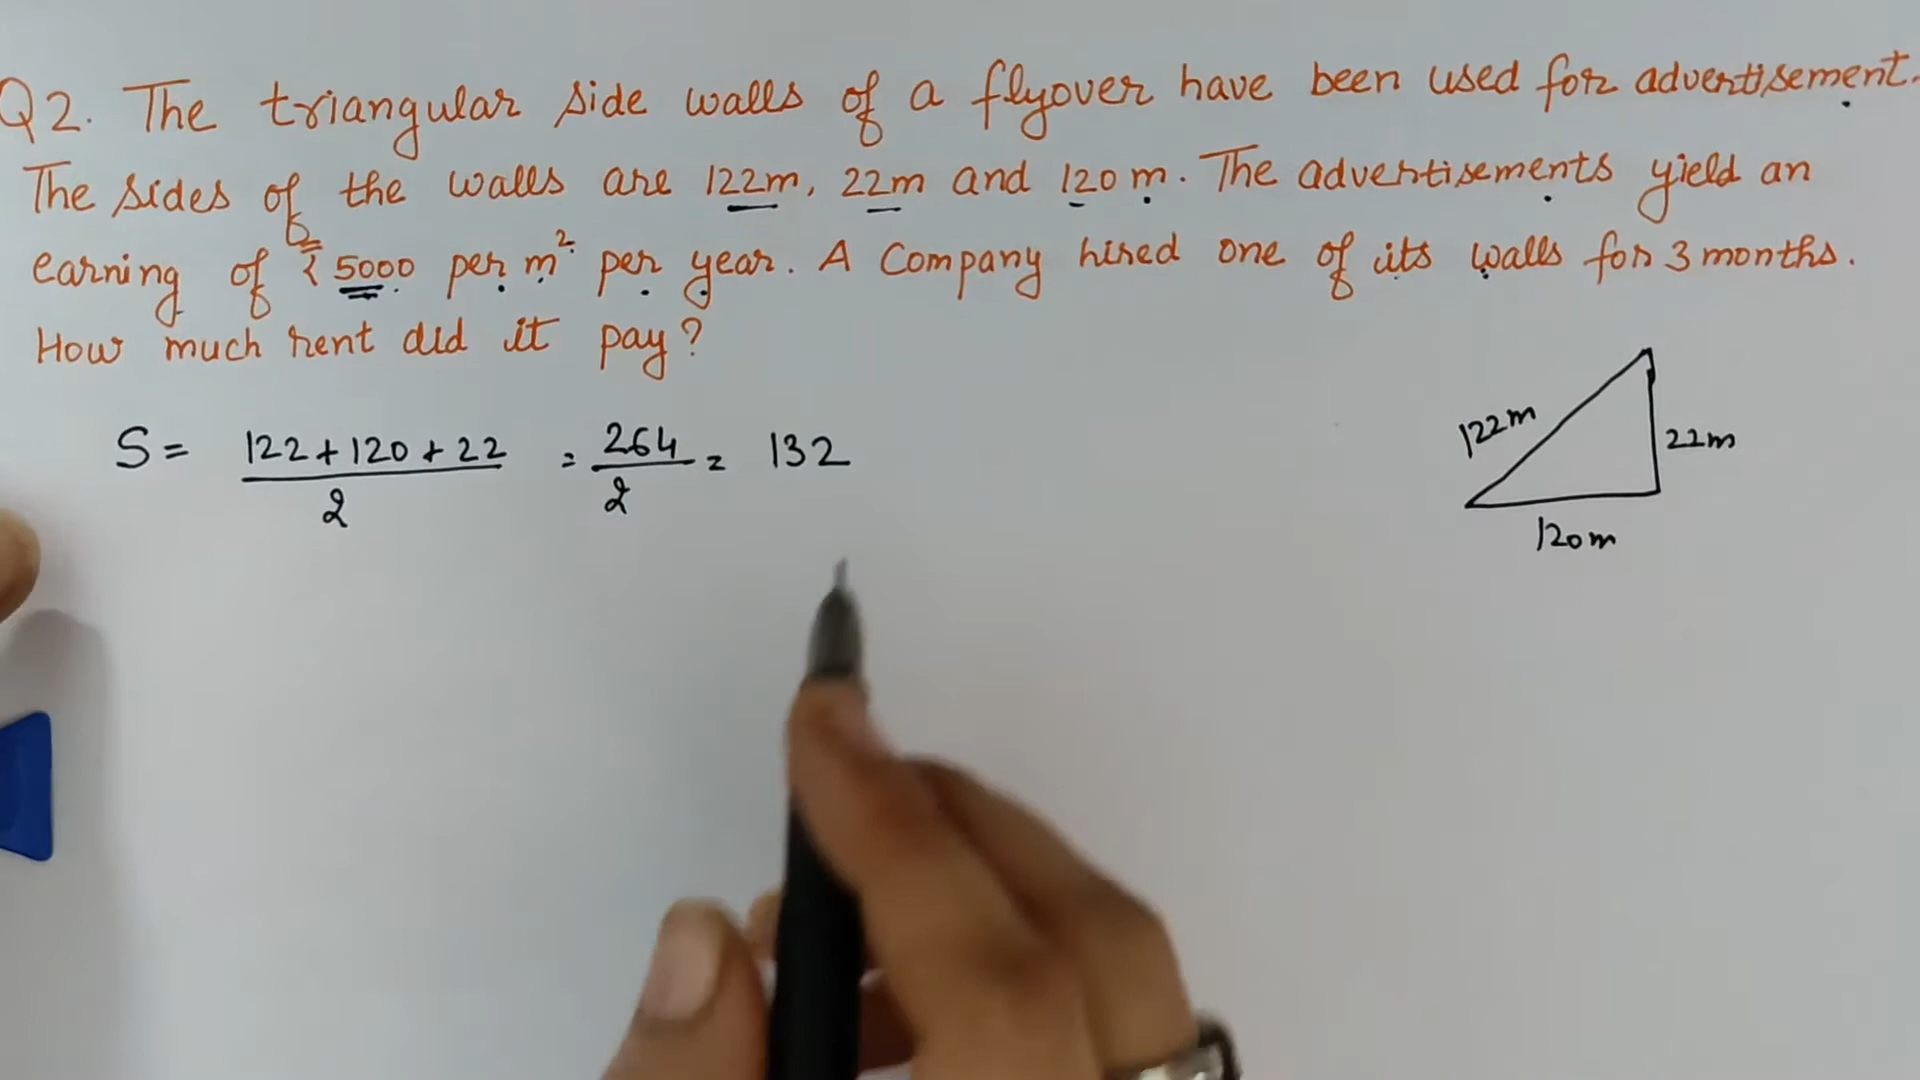 Q2. The triangular side walls of a flyover have been used for advertisement.
The sides of the walls are 122m, 22m and 120 m. The advertisements yield an
earning of ₹ 5000 per m² per year. A Company hired one of its walls for 3 months.
How much rent did it pay?
S = 122+120+22 / 2 = 264 / 2 = 132
122m
22m
120m